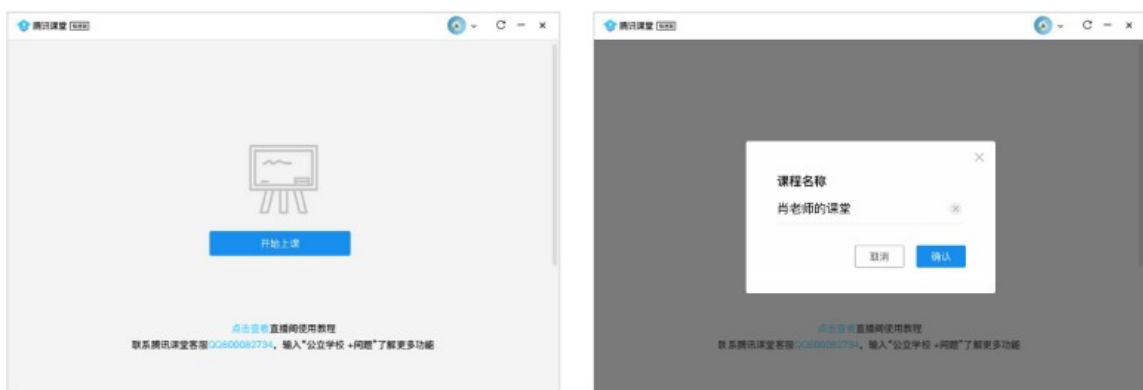 腾讯课堂 标准版
开始上课
点击查看直播间使用教程
联系腾讯课堂客服QQ800082734，输入“公立学校 +问题”了解更多功能
腾讯课堂 标准版
课程名称
肖老师的课堂
取消 确认
点击查看直播间使用教程
联系腾讯课堂客服QQ800082734，输入“公立学校 +问题”了解更多功能